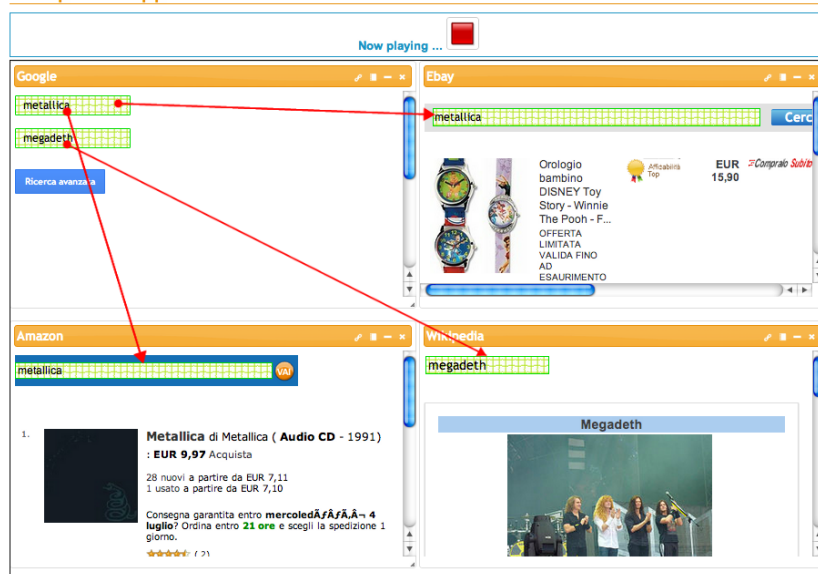 Now playing ...
Google
metallica
megadeth
Ricerca avanzata
Ebay
metallica
Cerc
Orologio
bambino
DISNEY Toy
Story - Winnie
The Pooh - F...
OFFERTA
LIMITATA
VALIDA FINO
AD
ESAURIMENTO
Affidabilità
Top
EUR
15,90
Compralo Subito
Amazon
metallica
VAI
1.
Metallica di Metallica ( Audio CD - 1991)
: EUR 9,97 Acquista
28 nuovi a partire da EUR 7,11
1 usato a partire da EUR 7,10
Consegna garantita entro mercoledÃƒÂƒÃ‚Â¬ 4
luglio? Ordina entro 21 ore e scegli la spedizione 1
giorno.
( 2)
Wikipedia
megadeth
Megadeth